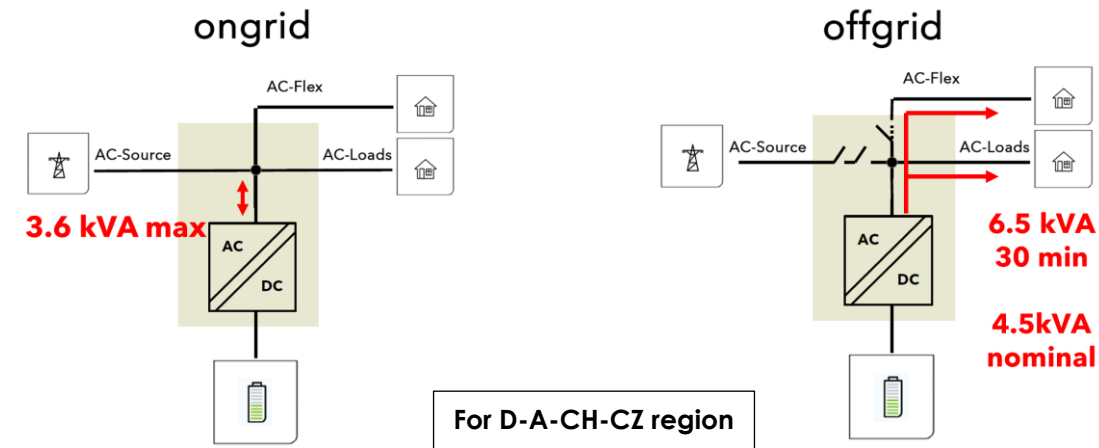 ongrid
AC-Flex
AC-Source
AC-Loads
3.6 kVA max
AC
DC
offgrid
AC-Flex
AC-Source
AC-Loads
6.5 kVA
30 min
AC
DC
4.5kVA
nominal
For D-A-CH-CZ region